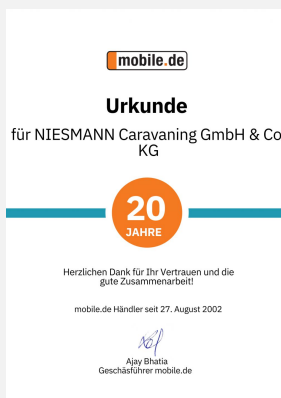 mobile.de
Urkunde
für NIESMANN Caravaning GmbH & Co
KG
20
JAHRE
Herzlichen Dank für Ihr Vertrauen und die
gute Zusammenarbeit!
mobile.de Händler seit 27. August 2002
Ajay Bhatia
Geschäsführer mobile.de